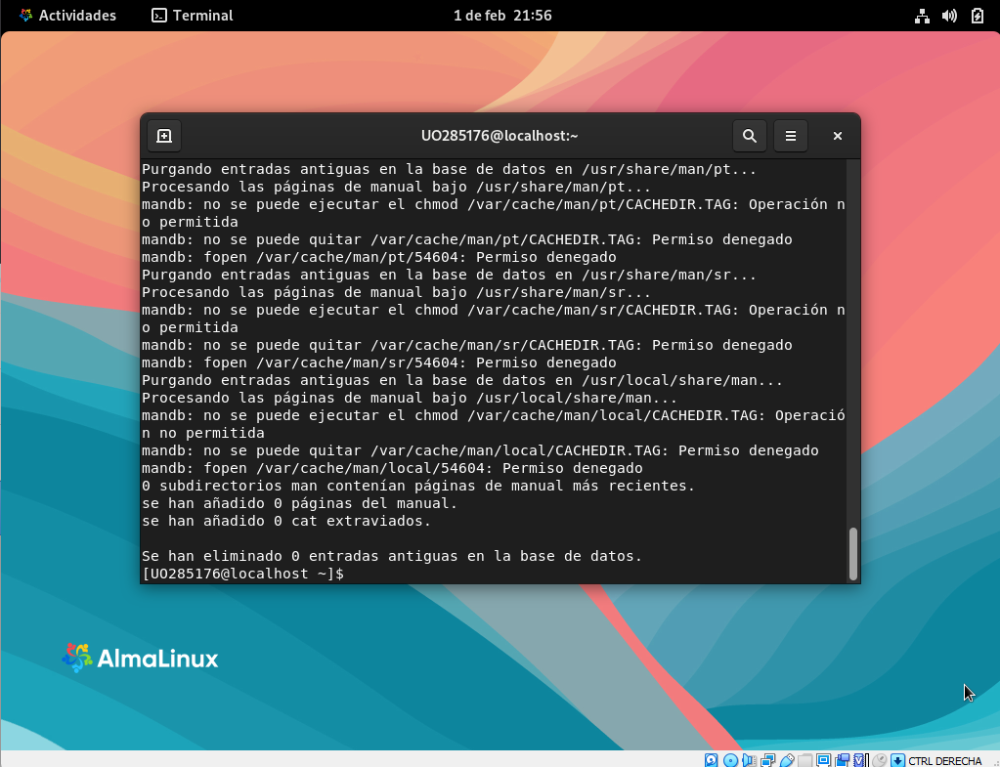 Actividades
Terminal
1 de feb 21:56
UO285176@localhost:~
Purgando entradas antiguas en la base de datos en /usr/share/man/pt...
Procesando las páginas de manual bajo /usr/share/man/pt...
mandb: no se puede ejecutar el chmod /var/cache/man/pt/CACHEDIR.TAG: Operación n
o permitida
mandb: no se puede quitar /var/cache/man/pt/CACHEDIR.TAG: Permiso denegado
mandb: fopen /var/cache/man/pt/54604: Permiso denegado
Purgando entradas antiguas en la base de datos en /usr/share/man/sr...
Procesando las páginas de manual bajo /usr/share/man/sr...
mandb: no se puede ejecutar el chmod /var/cache/man/sr/CACHEDIR.TAG: Operación n
o permitida
mandb: no se puede quitar /var/cache/man/sr/CACHEDIR.TAG: Permiso denegado
mandb: fopen /var/cache/man/sr/54604: Permiso denegado
Purgando entradas antiguas en la base de datos en /usr/local/share/man...
Procesando las páginas de manual bajo /usr/local/share/man...
mandb: no se puede ejecutar el chmod /var/cache/man/local/CACHEDIR.TAG: Operació
n no permitida
mandb: no se puede quitar /var/cache/man/local/CACHEDIR.TAG: Permiso denegado
mandb: fopen /var/cache/man/local/54604: Permiso denegado
0 subdirectorios man contenían páginas de manual más recientes.
se han añadido 0 páginas del manual.
se han añadido 0 cat extraviados.
Se han eliminado 0 entradas antiguas en la base de datos.
[UO285176@localhost ~]$
AlmaLinux
CTRL DERECHA